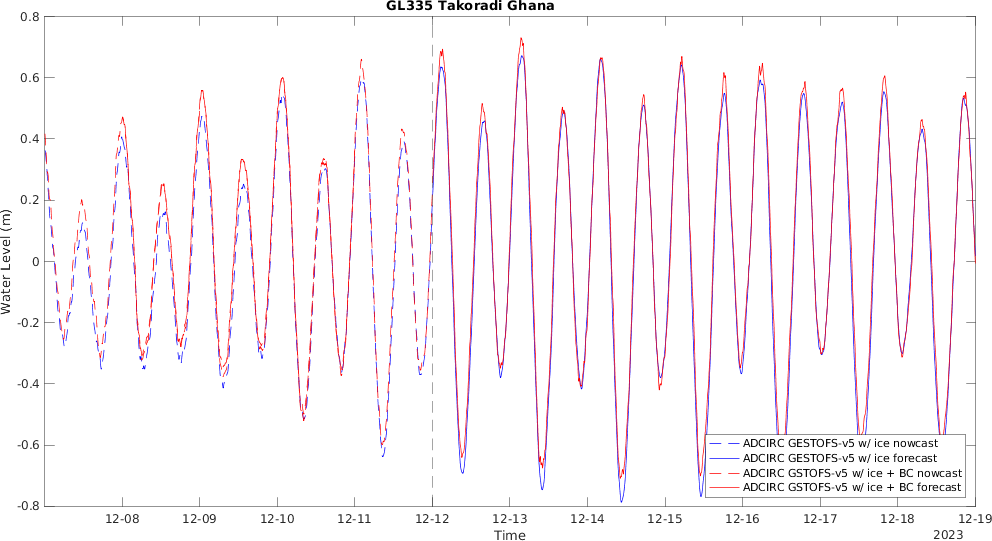 GL335 Takoradi Ghana
0.8
0.6
0.4
0.2
0
-0.2
-0.4
-0.6
-0.8
Water Level (m)
ADCIRC GESTOFS-v5 w/ ice nowcast
ADCIRC GESTOFS-v5 w/ ice forecast
ADCIRC GSTOFS-v5 w/ ice + BC nowcast
ADCIRC GSTOFS-v5 w/ ice + BC forecast
12-08 12-09 12-10 12-11 12-12 12-13 12-14 12-15 12-16 12-17 12-18 12-19
Time
2023